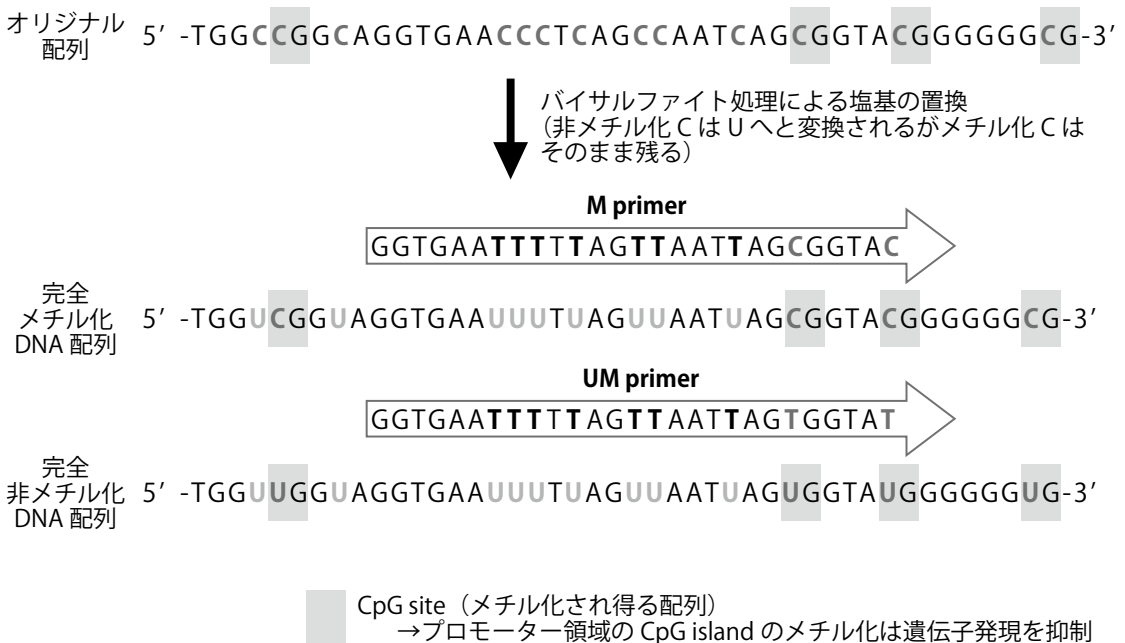 オリジナル
配列
5′ -TGGCCGGCAGGTGAACCCTCAGCCAATCAGCGGTACGGGGGGCG-3′
バイサルファイト処理による塩基の置換
(非メチル化 C は U へと変換されるがメチル化 C は
そのまま残る)
M primer
GGTGAATTTTTAGTTAATTAGCGGTAC
完全
メチル化
DNA 配列
5′ -TGGUCGGUAGGTGAAUUUTUAGUUAAUUAGCGGTACGGGGGGCG-3′
UM primer
GGTGAATTTTTAGTTAATTAGTGGTAT
完全
非メチル化
DNA 配列
5′ -TGGUUGGUAGGTGAAUUUTUAGUUAATUAGUGGTAUGGGGGGUG-3′
CpG site(メチル化され得る配列)
→プロモーター領域の CpG island のメチル化は遺伝子発現を抑制